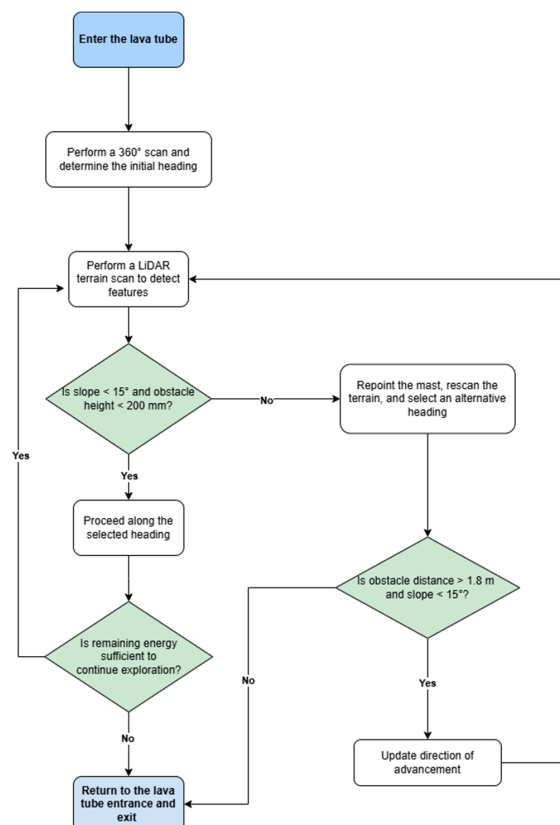 Enter the lava tube
Perform a 360° scan and
determine the initial heading
Perform a LiDAR
terrain scan to detect
features
Is slope < 15° and obstacle
height < 200 mm?
No
Repoint the mast, rescan the
terrain, and select an alternative
heading
Yes
Yes
Proceed along the
selected heading
Is obstacle distance > 1.8 m
and slope < 15°?
Is remaining energy
sufficient to
continue exploration?
No
Yes
No
Update direction of
advancement
Return to the lava
tube entrance and
exit